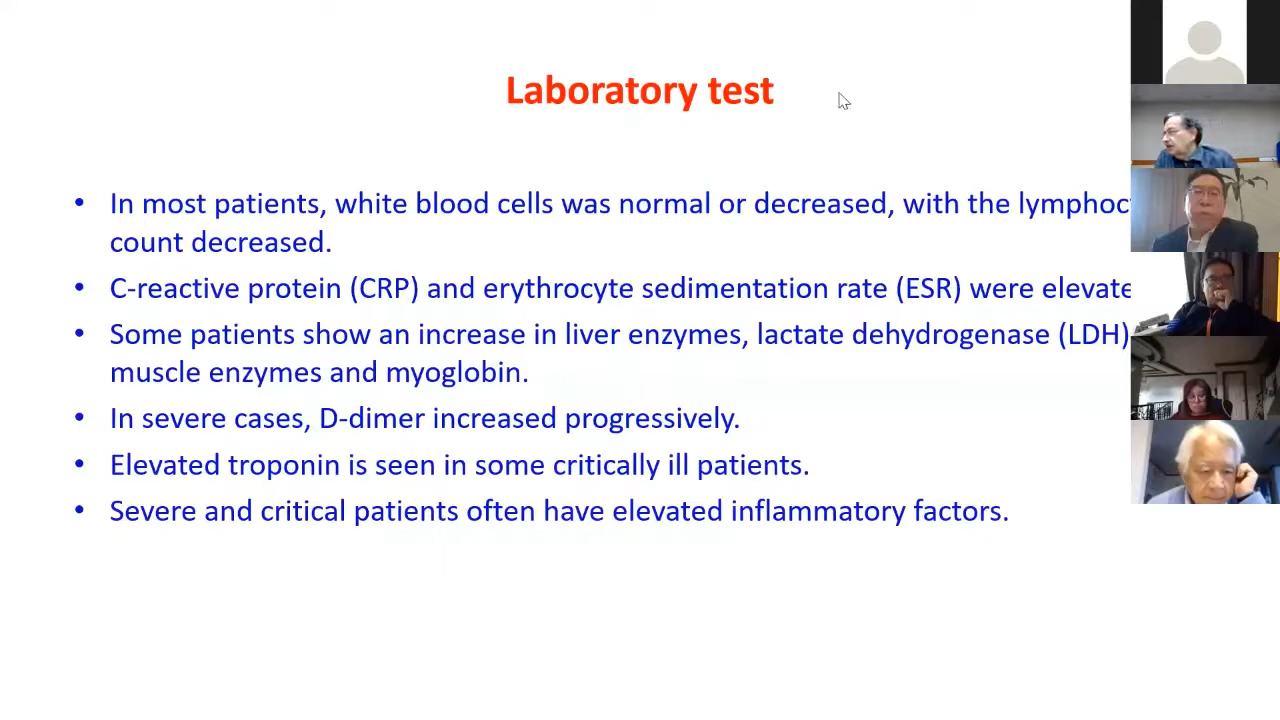 Laboratory test
• In most patients, white blood cells was normal or decreased, with the
count decreased.
• C-reactive protein (CRP) and erythrocyte sedimentation rate (ESR) were
• Some patients show an increase in liver enzymes, lactate dehydrogenase (LDH)
muscle enzymes and myoglobin.
• In severe cases, D-dimer increased progressively.
• Elevated troponin is seen in some critically ill patients.
• Severe and critical patients often have elevated inflammatory factors.